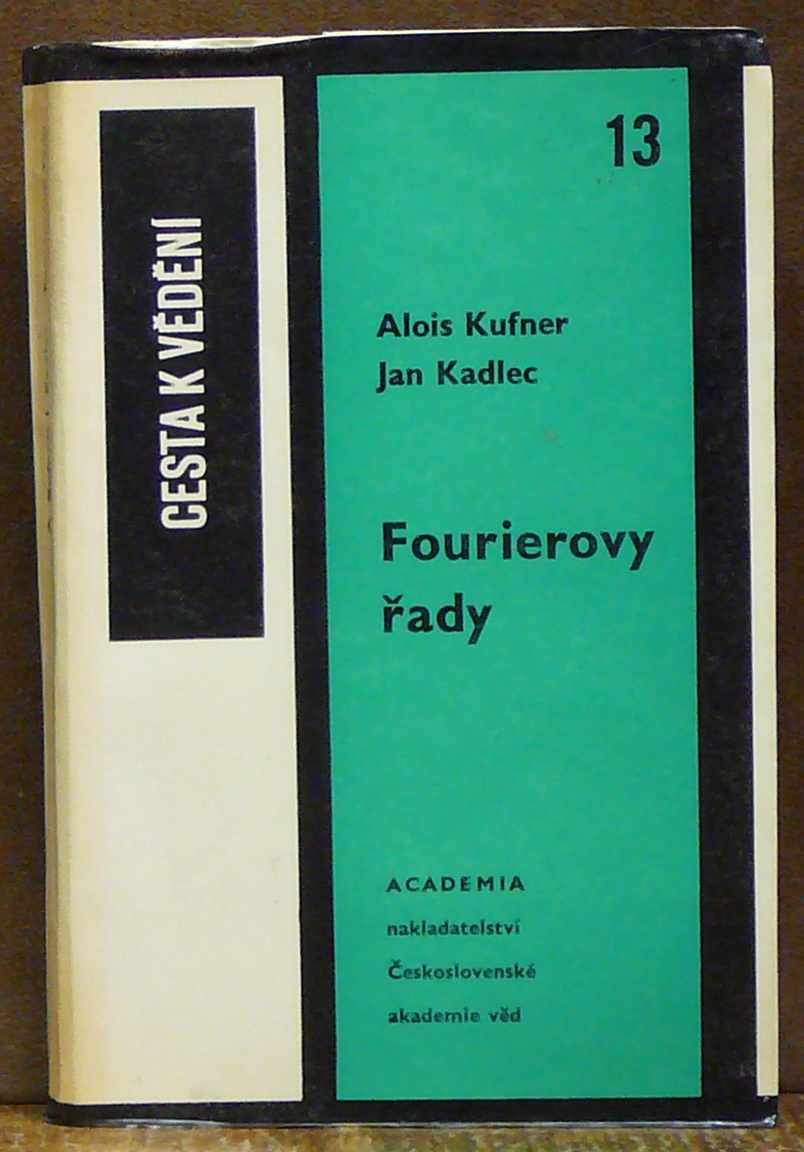 CESTA K VĚDĚNÍ
13
Alois Kufner
Jan Kadlec
Fourierovy
řady
ACADEMIA
nakladatelství
Československé
akademie věd